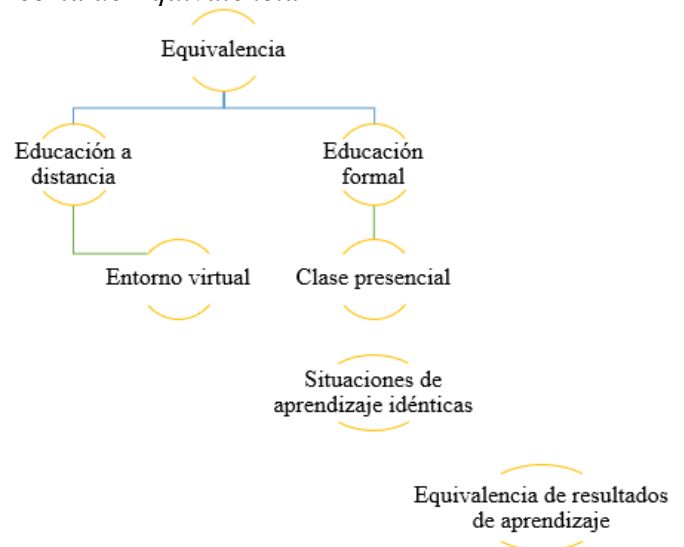 Equivalencia
Educación a
distancia
Educación
formal
Entorno virtual
Clase presencial
Situaciones de
aprendizaje idénticas
Equivalencia de resultados
de aprendizaje